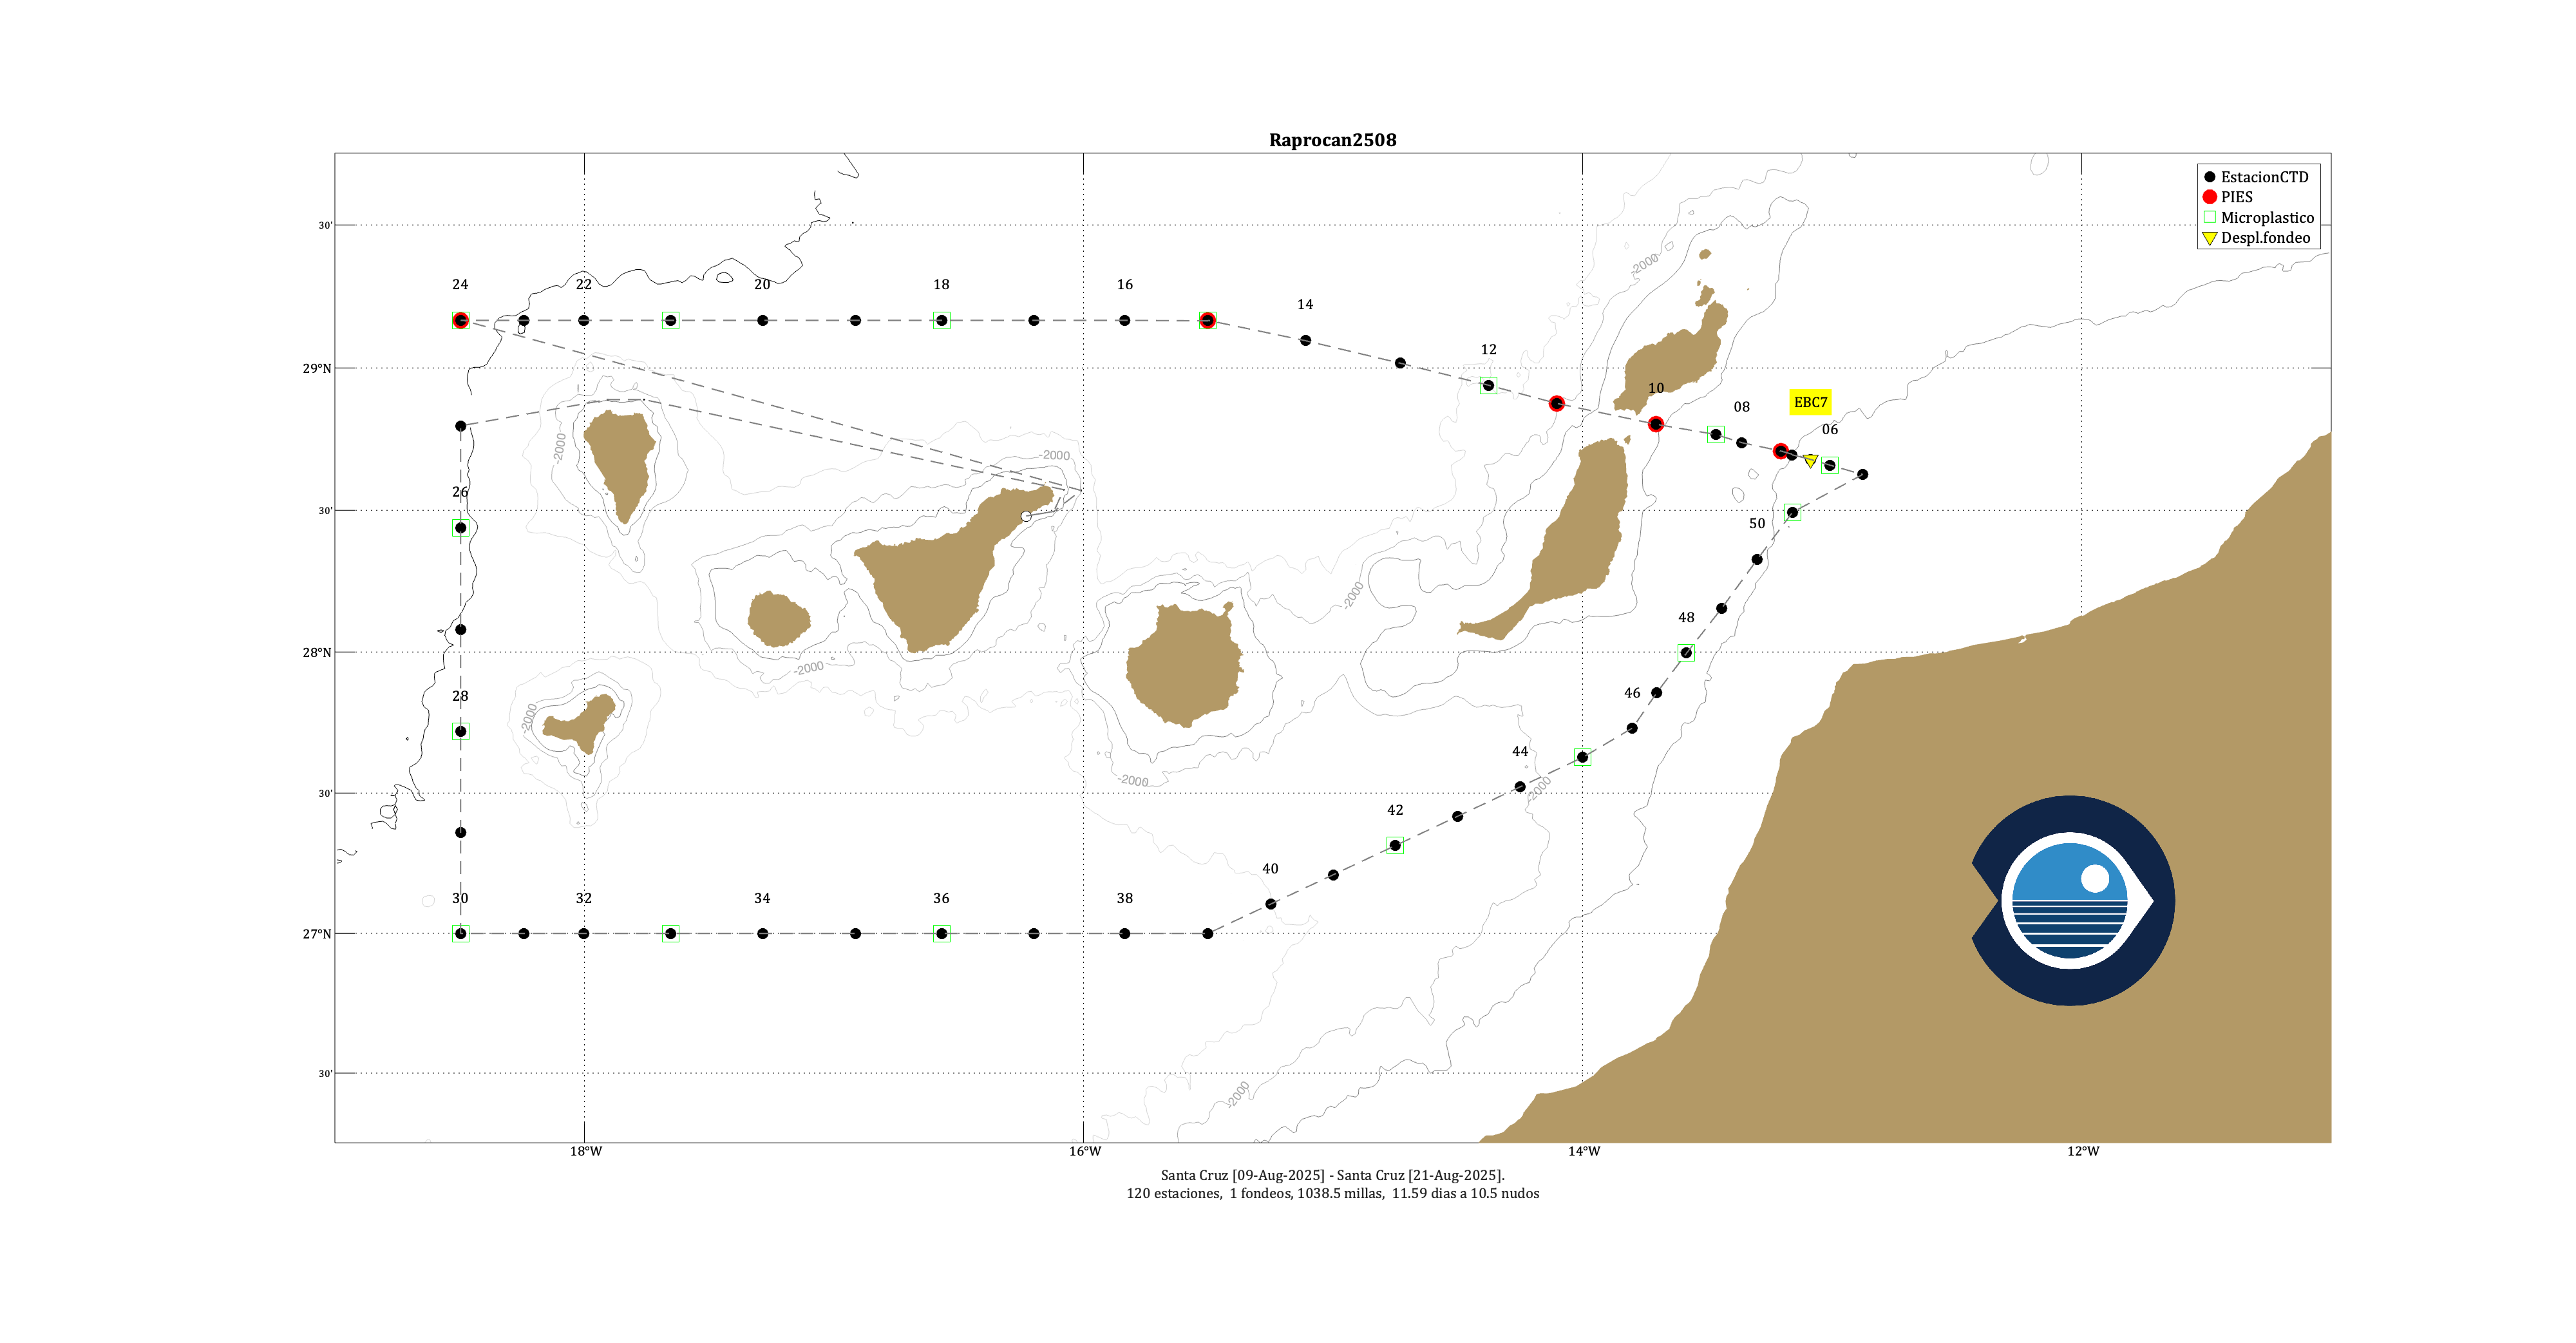 Raprocan2508
EstacionCTD
PIES
Microplastico
Despl.fondeo
30'
-2000
24
22
20
18
16
14
12
29°N
10
08
EBC7
06
-2000
-2000
26
30'
50
-2000
48
28°N
-2000
28
46
-2000
44
-2000
30'
-2000
42
40
30
32
34
36
38
27°N
30'
-2000
18°W
16°W
14°W
12°W
Santa Cruz [09-Aug-2025] - Santa Cruz [21-Aug-2025].
120 estaciones, 1 fondeos, 1038.5 millas, 11.59 dias a 10.5 nudos